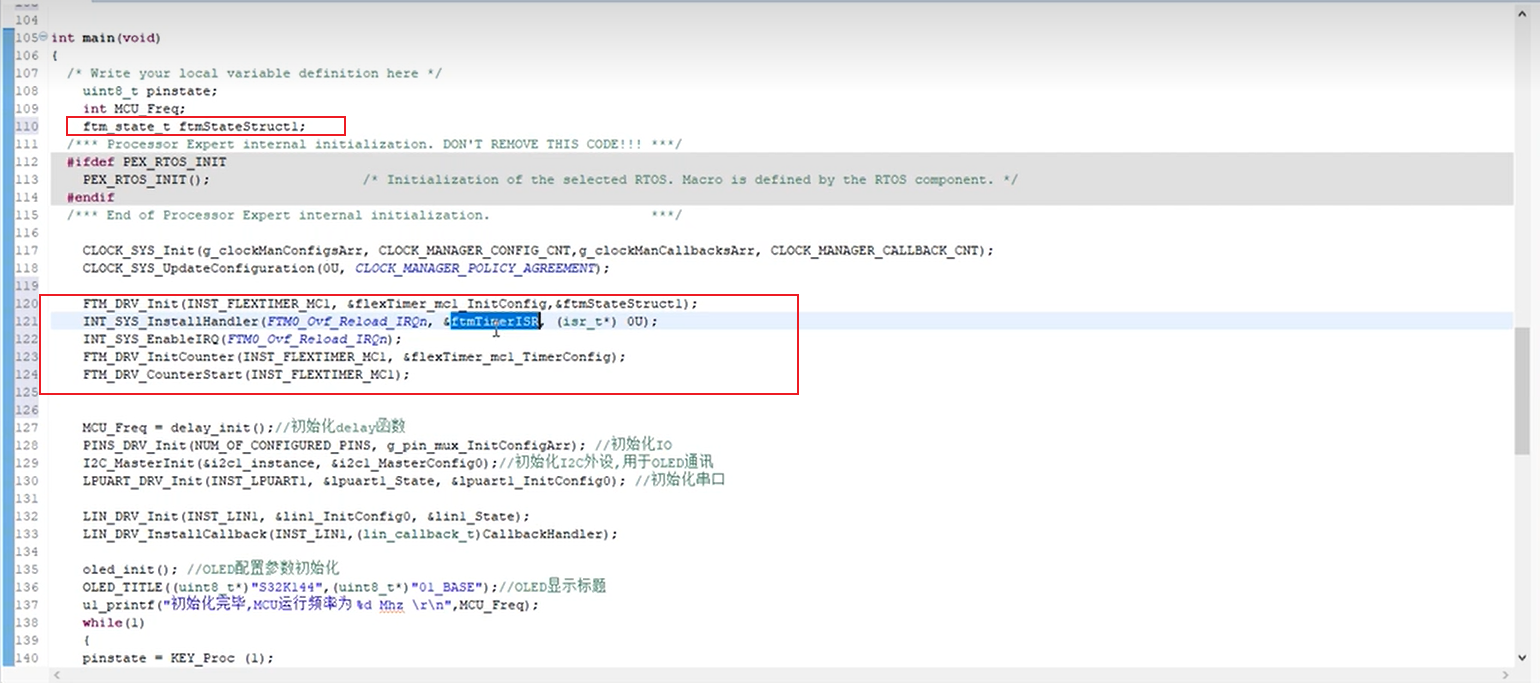 104
105 int main(void)
106 {
107 /* Write your local variable definition here */
108 uint8_t pinstate;
109 int MCU_Freq;
110 ftm_state_t ftmStateStruct1;
111 /*** Processor Expert internal initialization. DON'T REMOVE THIS CODE!!! ***/
112 #ifdef PEX_RTOS_INIT
113 PEX_RTOS_INIT(); /* Initialization of the selected RTOS. Macro is defined by the RTOS component. */
114 #endif
115 /*** End of Processor Expert internal initialization. ***/
116
117 CLOCK_SYS_Init(g_clockManConfigsArr, CLOCK_MANAGER_CONFIG_CNT,g_clockManCallbacksArr, CLOCK_MANAGER_CALLBACK_CNT);
118 CLOCK_SYS_UpdateConfiguration(0U, CLOCK_MANAGER_POLICY_AGREEMENT);
119
120 FTM_DRV_Init(INST_FLEXTIMER_MC1, &flexTimer_mc1_InitConfig,&ftmStateStruct1);
121 INT_SYS_InstallHandler(FTM0_Ovf_Reload_IRQn, &ftmTimerISR, (isr_t*) 0U);
122 INT_SYS_EnableIRQ(FTM0_Ovf_Reload_IRQn);
123 FTM_DRV_InitCounter(INST_FLEXTIMER_MC1, &flexTimer_mc1_TimerConfig);
124 FTM_DRV_CounterStart(INST_FLEXTIMER_MC1);
125
126
127 MCU_Freq = delay_init();//初始化delay函数
128 PINS_DRV_Init(NUM_OF_CONFIGURED_PINS, g_pin_mux_InitConfigArr); //初始化IO
129 I2C_MasterInit(&i2c1_instance, &i2c1_MasterConfig0);//初始化I2C外设,用于OLED通讯
130 LPUART_DRV_Init(INST_LPUART1, &lpuart1_State, &lpuart1_InitConfig0); //初始化串口
131
132 LIN_DRV_Init(INST_LIN1, &lin1_InitConfig0, &lin1_State);
133 LIN_DRV_InstallCallback(INST_LIN1,(lin_callback_t)CallbackHandler);
134
135 oled_init(); //OLED配置参数初始化
136 OLED_TITLE((uint8_t*)"S32K144",(uint8_t*)"01_BASE");//OLED显示标题
137 u1_printf("初始化完毕,MCU运行频率为 %d Mhz \r\n",MCU_Freq);
138 while(1)
139 {
140 pinstate = KEY_Proc (1);